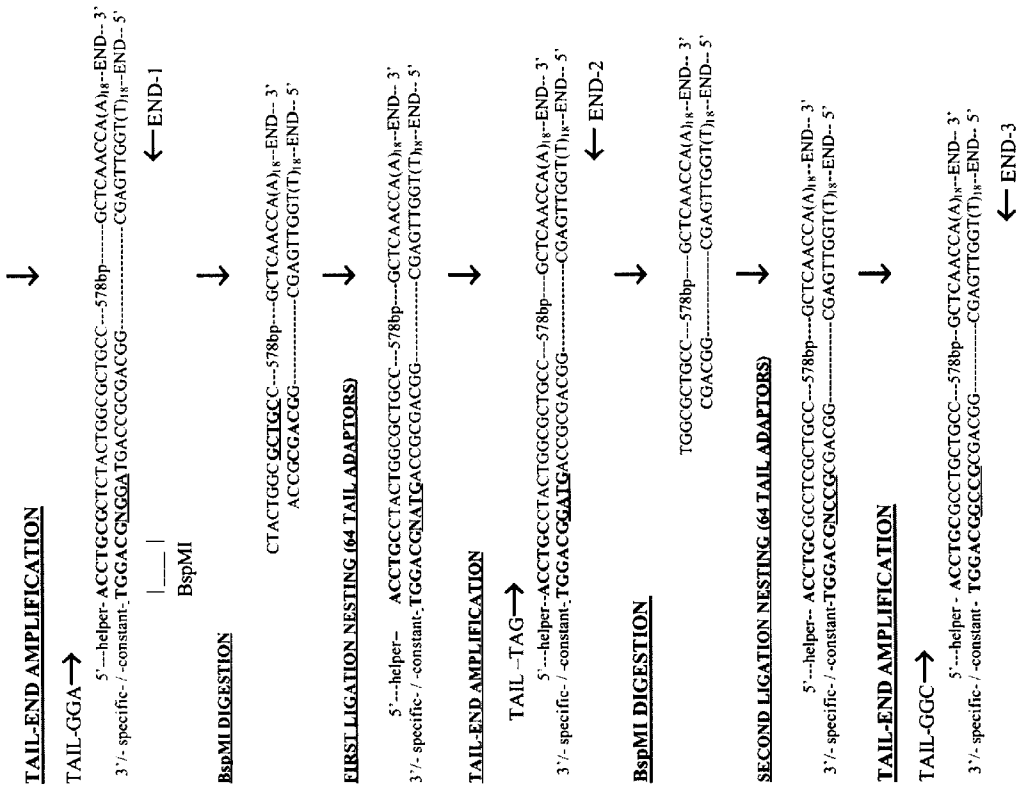 TAIL-END AMPLIFICATION
TAIL-GGA→
5'---helper- ACCTGCGCTCTACTGGCGCTGCC---578bp------GCTCAACCA(A)18--END-- 3'
3'/- specific- / -constant- TGGACGNGGATGACCGCGACGG--------------------CGAGTTGGT(T)18--END-- 5'
BspMI
←END-1
BspMI DIGESTION
CTACTGGCGCTGCC---578bp----GCTCAACCA(A)18--END-- 3'
ACCGCGACGG---------------CGAGTTGGT(T)18--END-- 5'
FIRST LIGATION NESTING (64 TAIL ADAPTORS)
5'---helper-- ACCTGCCTACTGGCGCTGCC---578bp---GCTCAACCA(A)18--END-- 3'
3'/- specific- / -constant- TGGACGNATGACCGCGACGG---------------CGAGTTGGT(T)18--END-- 5'
TAIL-END AMPLIFICATION
TAIL-TAG→
5'---helper--ACCTGCCTACTGGCGCTGCC---578bp----GCTCAACCA(A)18--END-- 3'
3'/- specific- / -constant-TGGACGGATGACCGCGACGG---------------CGAGTTGGT(T)18--END-- 5'
← END-2
BspMI DIGESTION
TGGCGCTGCC---578bp----GCTCAACCA(A)18--END-- 3'
CGACGG---------------CGAGTTGGT(T)18--END-- 5'
SECOND LIGATION NESTING (64 TAIL ADAPTORS)
5'---helper-- ACCTGCGCCTCGCTGCC---578bp----GCTCAACCA(A)18--END-- 3'
3'/- specific- / -constant-TGGACGNCCGCGACGG---------------CGAGTTGGT(T)18--END-- 5'
TAIL-END AMPLIFICATION
TAIL-GGC→
5'---helper - ACCTGCGCCTGCTGCC---578bp--GCTCAACCA(A)18--END-- 3'
3'/- specific- / -constant- TGGACGGCCGCGACGG--------------CGAGTTGGT(T)18--END-- 5'
← END-3